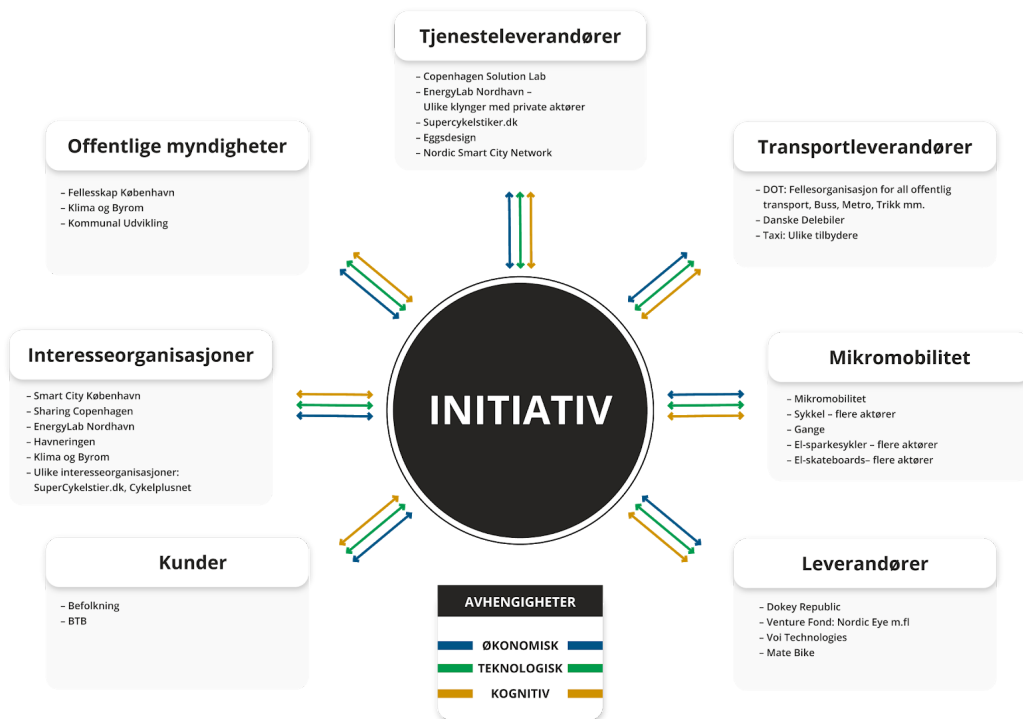 Tjenesteleverandører
– Copenhagen Solution Lab
– EnergyLab Nordhavn –
Ulike klynger med private aktører
– Supercykelstiker.dk
– Eggsdesign
– Nordic Smart City Network
Offentlige myndigheter
– Fellesskap København
– Klima og Byrom
– Kommunal Udvikling
Transportleverandører
– DOT: Fellesorganisasjon for all offentlig
transport, Buss, Metro, Trikk mm.
– Danske Delebiler
– Taxi: Ulike tilbydere
Interesseorganisasjoner
– Smart City København
– Sharing Copenhagen
– EnergyLab Nordhavn
– Havneringen
– Klima og Byrom
– Ulike interesseorganisasjoner:
SuperCykelstier.dk, Cykelplusnet
INITIATIV
Mikromobilitet
– Mikromobilitet
– Sykkel – flere aktører
– Gange
– El-sparkesykler – flere aktører
– El-skateboards– flere aktører
Kunder
– Befolkning
– BTB
Leverandører
– Dokey Republic
– Venture Fond: Nordic Eye m.fl
– Voi Technologies
– Mate Bike
AVHENGIGHETER
ØKONOMISK
TEKNOLOGISK
KOGNITIV